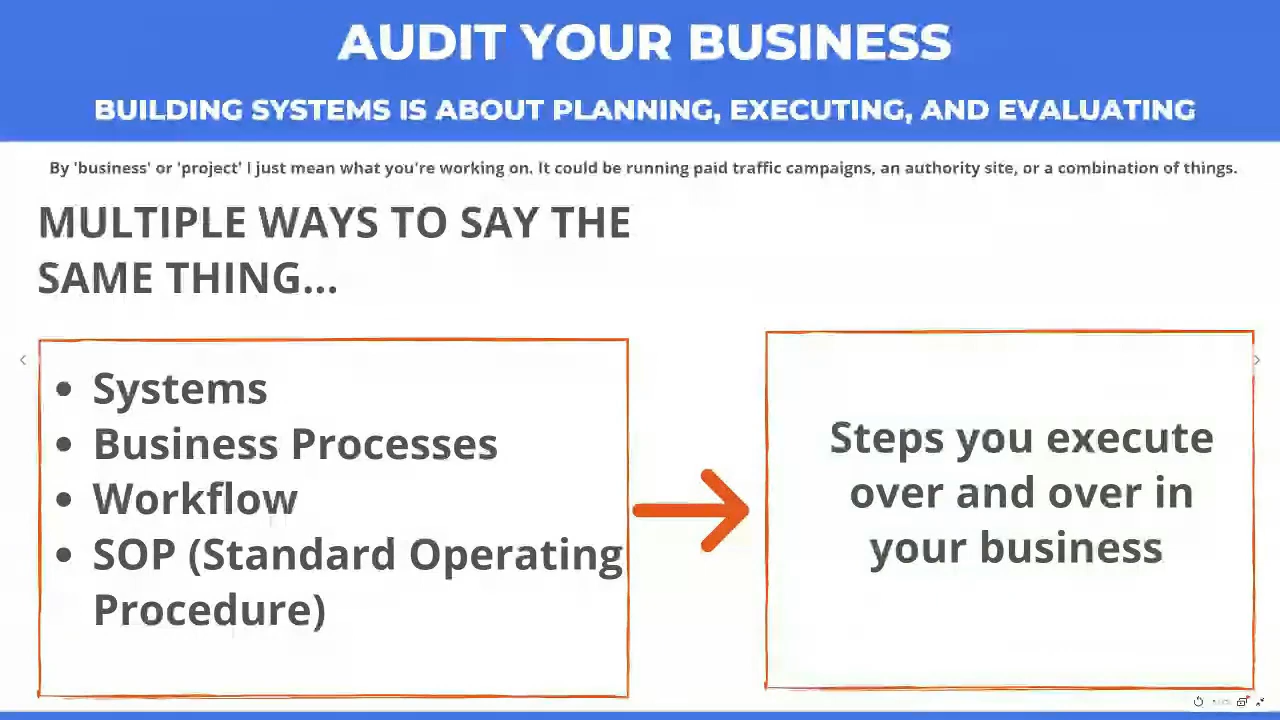 AUDIT YOUR BUSINESS
BUILDING SYSTEMS IS ABOUT PLANNING, EXECUTING, AND EVALUATING
By 'business' or 'project' I just mean what you're working on. It could be running paid traffic campaigns, an authority site, or a combination of things.
MULTIPLE WAYS TO SAY THE
SAME THING...
• Systems
• Business Processes
• Workflow
• SOP (Standard Operating
Procedure)
Steps you execute
over and over in
your business